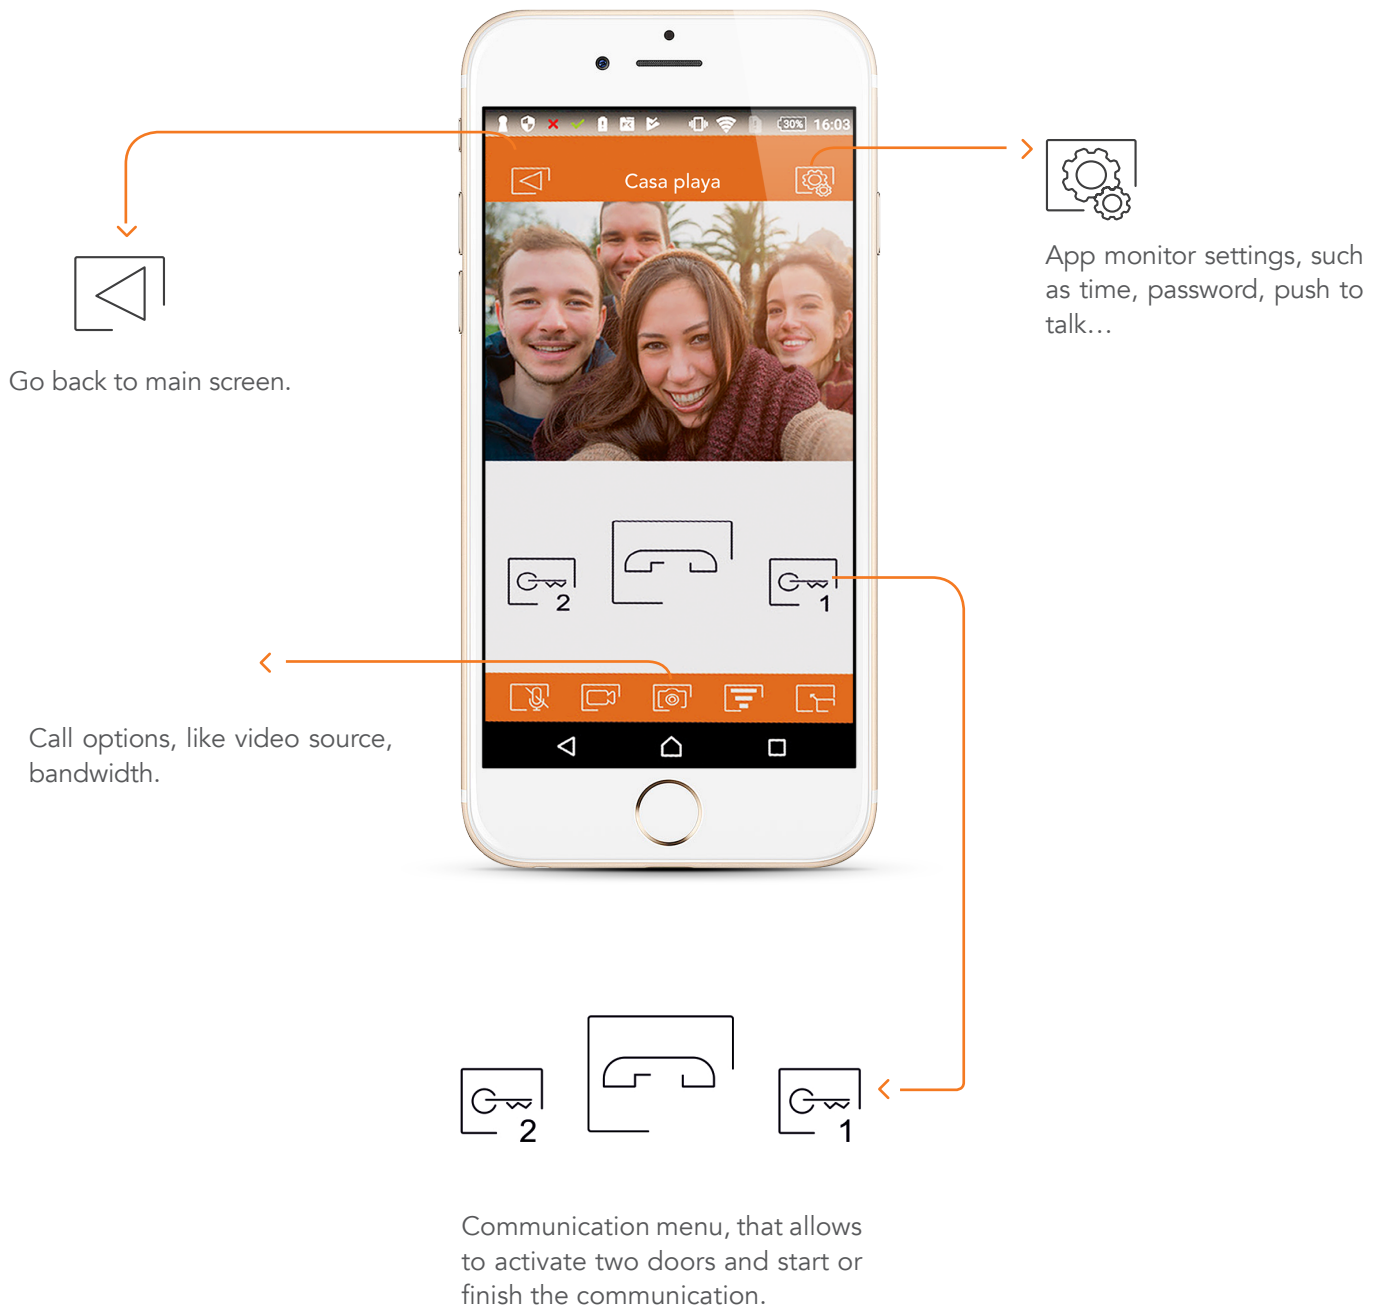 30% 16:03
Casa playa
App monitor settings, such
as time, password, push to
talk...
Go back to main screen.
2
1
Call options, like video source,
bandwidth.
2
1
Communication menu, that allows
to activate two doors and start or
finish the communication.